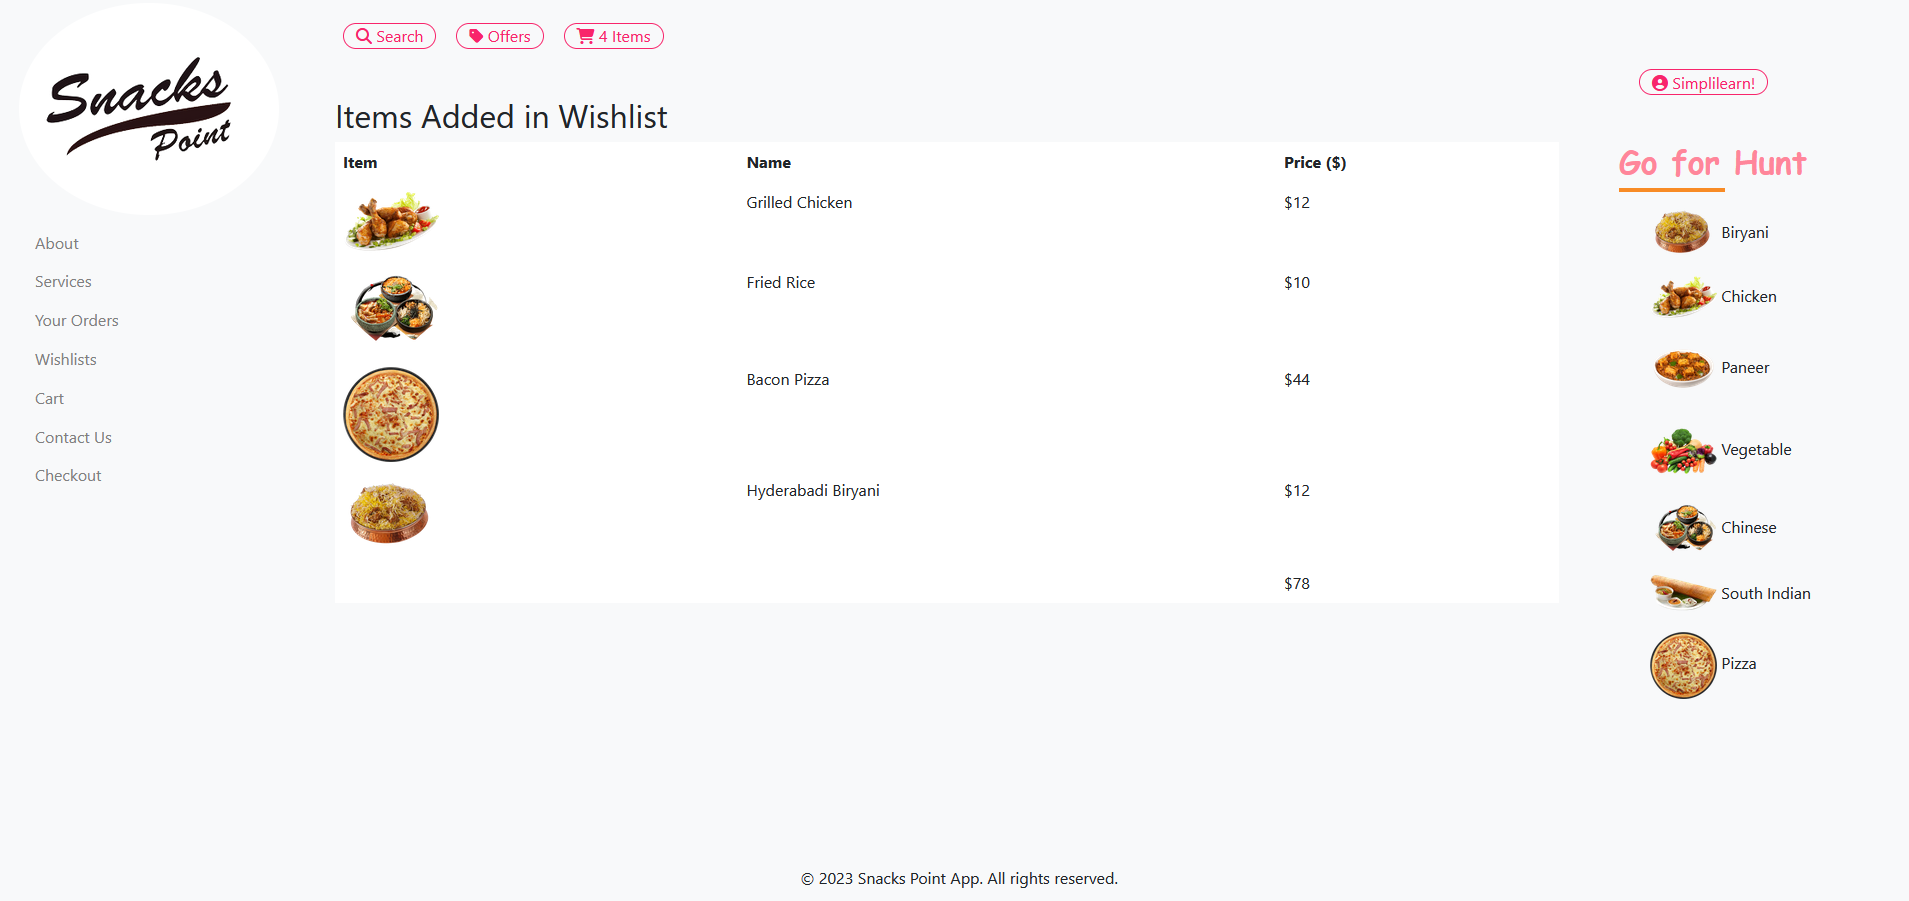 Snacks
Point
Search Offers 4 Items
Simplilearn!
About
Services
Your Orders
Wishlists
Cart
Contact Us
Checkout
Items Added in Wishlist
Item Name Price ($)
Grilled Chicken $12
Fried Rice $10
Bacon Pizza $44
Hyderabadi Biryani $12
$78
Go for Hunt
Biryani
Chicken
Paneer
Vegetable
Chinese
South Indian
Pizza
© 2023 Snacks Point App. All rights reserved.